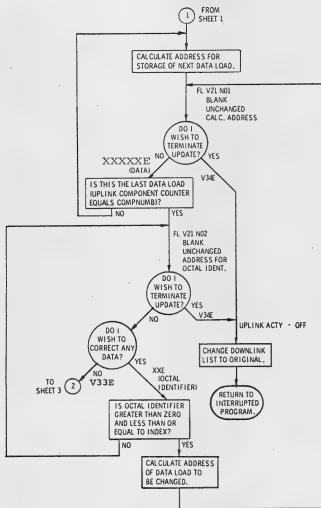 FROM
1
SHEET 1
CALCULATE ADDRESS FOR
STORAGE OF NEXT DATA LOAD.
FL V21 N01
BLANK
UNCHANGED
CALC. ADDRESS
DO I
WISH TO
TERMINATE
UPDATE?
NO
YES
XXXXXE
(DATA)
V34E
IS THIS THE LAST DATA LOAD
(UPLINK COMPONENT COUNTER
EQUALS COMPNUMB)?
NO
YES
FL V21 N02
BLANK
UNCHANGED
ADDRESS FOR
OCTAL IDENT.
DO I
WISH TO
TERMINATE
UPDATE?
YES
V34E
NO
UPLINK ACTY - OFF
DO I
WISH TO
CORRECT ANY
DATA?
CHANGE DOWNLINK
LIST TO ORIGINAL.
NO
YES
TO
SHEET 3
2
V33E
XXE
(OCTAL
IDENTIFIER)
RETURN TO
INTERRUPTED
PROGRAM.
IS OCTAL IDENTIFIER
GREATER THAN ZERO
AND LESS THAN OR
EQUAL TO INDEX?
NO
YES
CALCULATE ADDRESS
OF DATA LOAD TO
BE CHANGED.